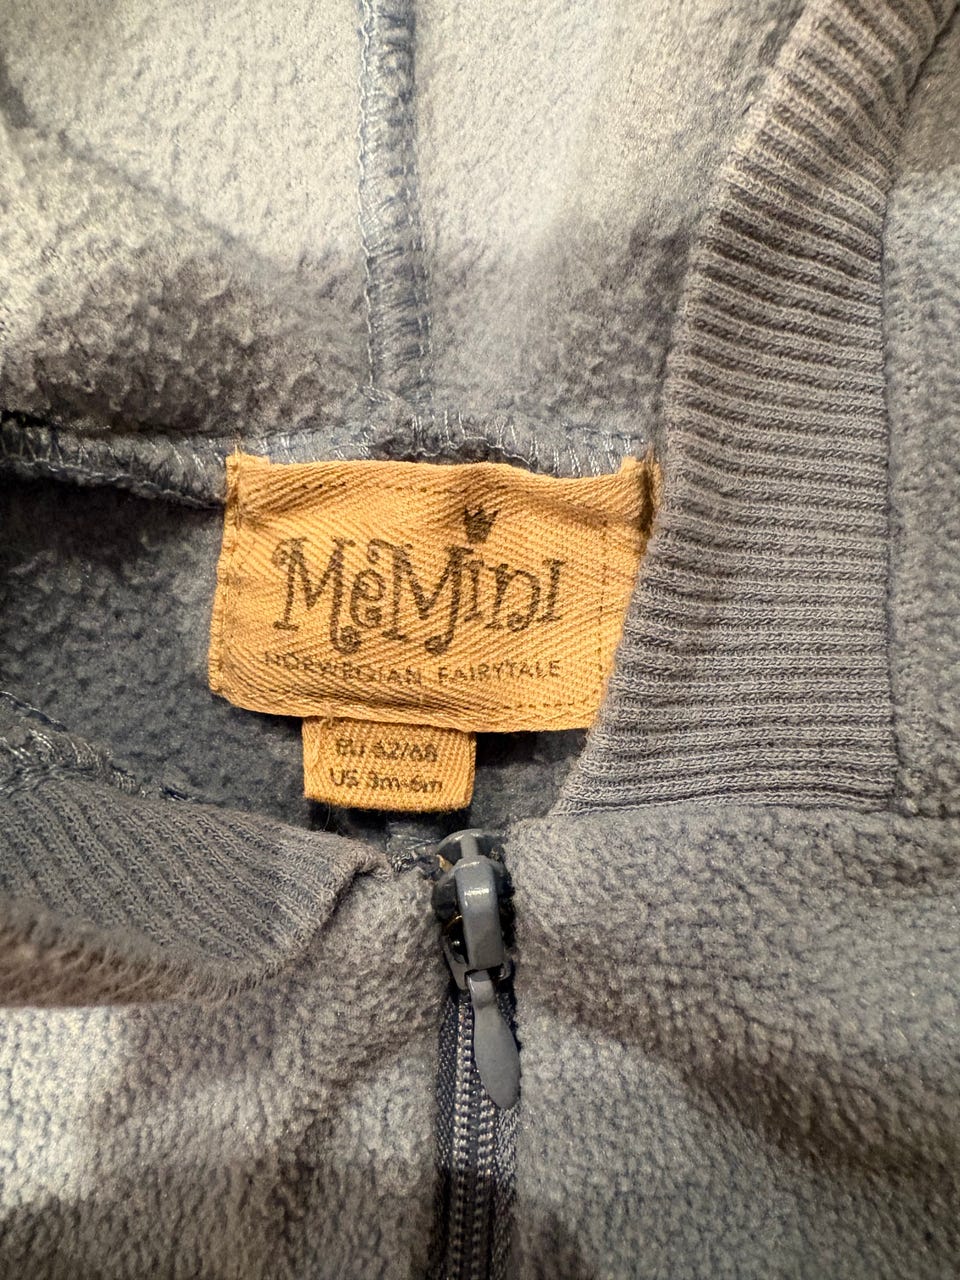 MeMini
NORWEGIAN FAIRYTALE
EU 62/68
US 3m-6m